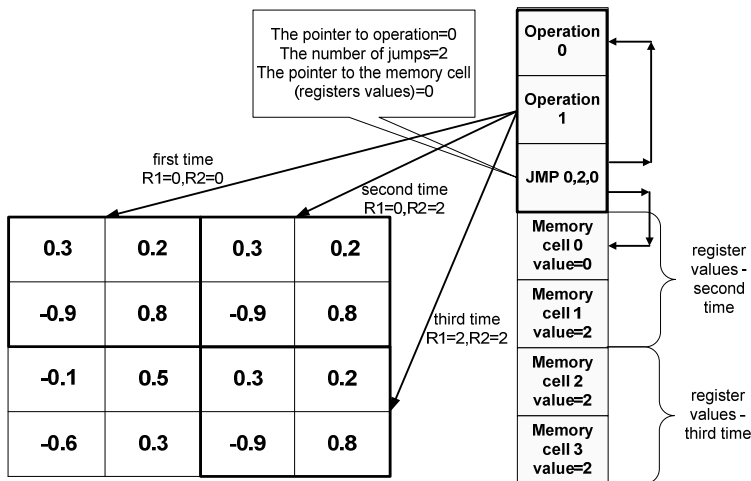 The pointer to operation=0
The number of jumps=2
The pointer to the memory cell
(registers values)=0
Operation
0
Operation
1
JMP 0,2,0
first time
R1=0,R2=0
second time
R1=0,R2=2
third time
R1=2,R2=2
0.3 0.2 0.3 0.2
-0.9 0.8 -0.9 0.8
-0.1 0.5 0.3 0.2
-0.6 0.3 -0.9 0.8
Memory
cell 0
value=0
Memory
cell 1
value=2
Memory
cell 2
value=2
Memory
cell 3
value=2
register
values -
second
time
register
values -
third time